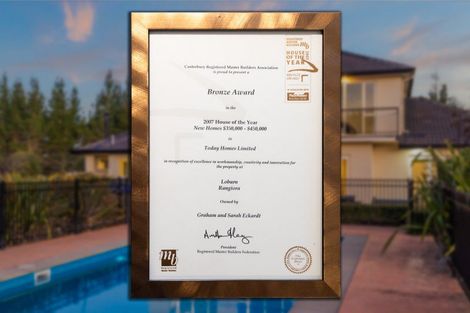 Canterbury Registered Master Builders Association
is proud to present a
HOUSE
OF THE
YEAR
Bronze Award
in the
2007 House of the Year
New Homes $350,000 - $450,000
to
Today Homes Limited
in recognition of excellence in workmanship, creativity and innovation for
the property at
Loburn
Rangiora
Owned by
Graham and Sarah Eckardt
President
Registered Master Builders Federation
mb